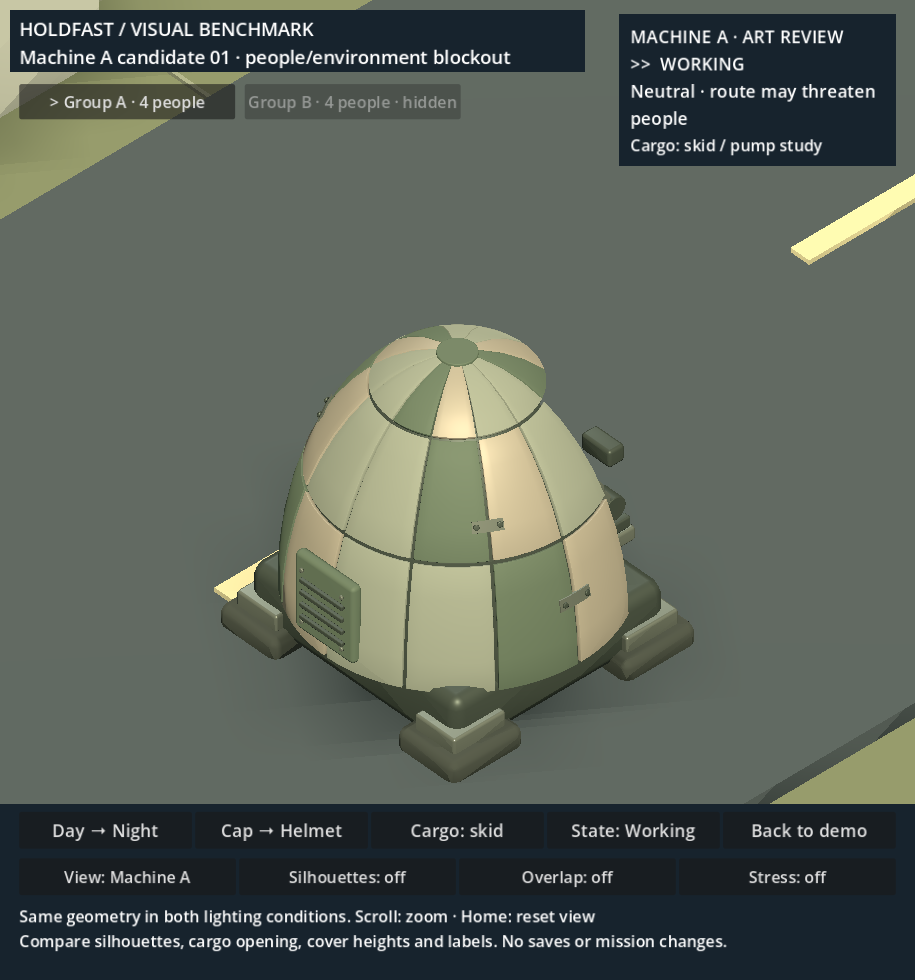 HOLDFAST / VISUAL BENCHMARK
Machine A candidate 01 · people/environment blockout
> Group A · 4 people
Group B · 4 people · hidden
MACHINE A · ART REVIEW
>> WORKING
Neutral · route may threaten
people
Cargo: skid / pump study
Day → Night
Cap → Helmet
Cargo: skid
State: Working
Back to demo
View: Machine A
Silhouettes: off
Overlap: off
Stress: off
Same geometry in both lighting conditions. Scroll: zoom · Home: reset view
Compare silhouettes, cargo opening, cover heights and labels. No saves or mission changes.